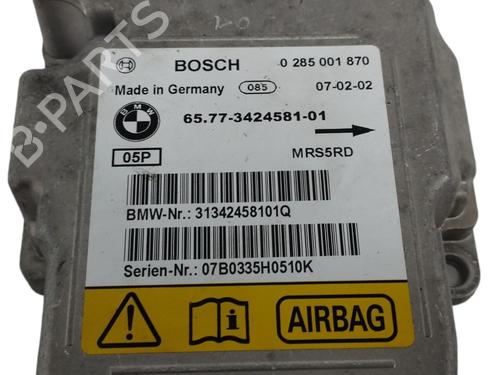 B-PARTS
BOSCH 0 285 001 870
Made in Germany 085 07-02-02
BMW
65.77-3424581-01
05P MRS5RD
BMW-Nr.: 31342458101Q
Serien-Nr.: 07B0335H0510K
AIRBAG